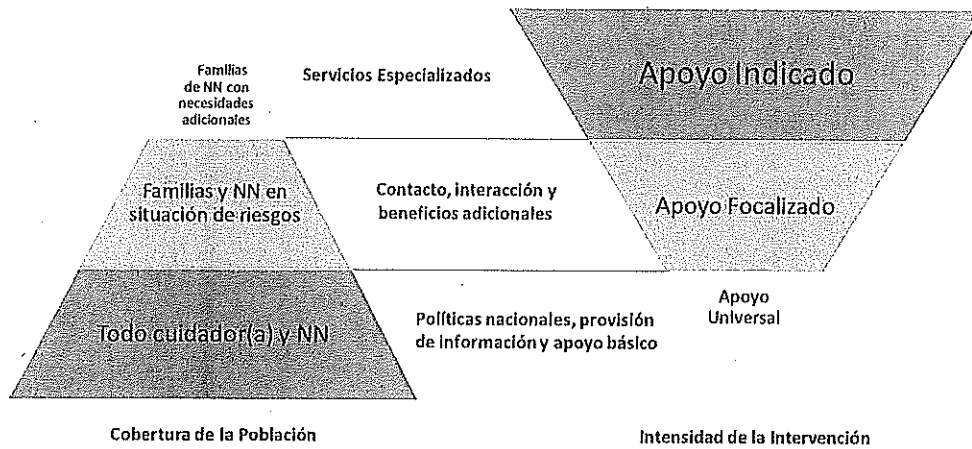 Familias
de NN con
necesidades
adicionales
Servicios Especializados
Apoyo Indicado
Familias y NN en
situación de riesgos
Contacto, interacción y
beneficios adicionales
Apoyo Focalizado
Todo cuidador(a) y NN
Políticas nacionales, provisión
de información y apoyo básico
Apoyo
Universal
Cobertura de la Población
Intensidad de la Intervención